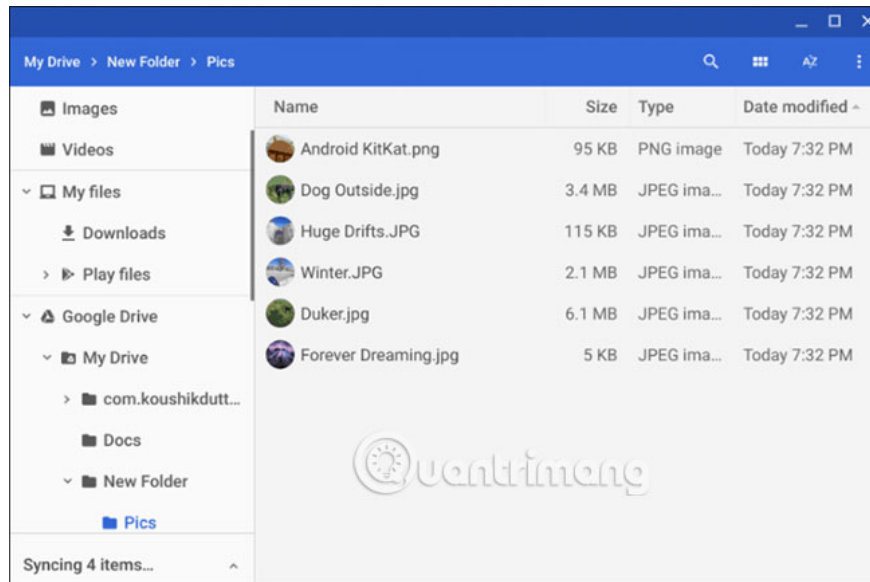 My Drive > New Folder > Pics
Images
Videos
My files
Downloads
Play files
Google Drive
My Drive
com.koushikdutt...
Docs
New Folder
Pics
Syncing 4 items...
Name Size Type Date modified
Android KitKat.png 95 KB PNG image Today 7:32 PM
Dog Outside.jpg 3.4 MB JPEG ima... Today 7:32 PM
Huge Drifts.JPG 115 KB JPEG ima... Today 7:32 PM
Winter.JPG 2.1 MB JPEG ima... Today 7:32 PM
Duker.jpg 6.1 MB JPEG ima... Today 7:32 PM
Forever Dreaming.jpg 5 KB JPEG ima... Today 7:32 PM
Quantrimang